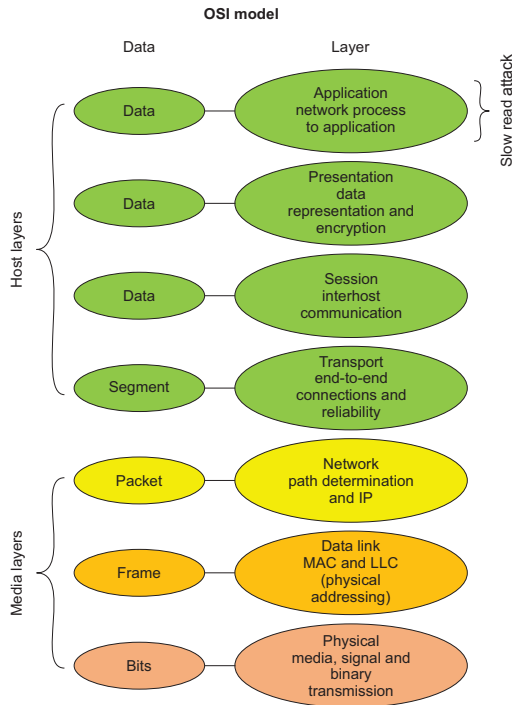 OSI model
Data
Layer
Host layers
Data
Application
network process
to application
Slow read attack
Data
Presentation
data
representation and
encryption
Data
Session
interhost
communication
Segment
Transport
end-to-end
connections and
reliability
Media layers
Packet
Network
path determination
and IP
Frame
Data link
MAC and LLC
(physical
addressing)
Bits
Physical
media, signal and
binary
transmission